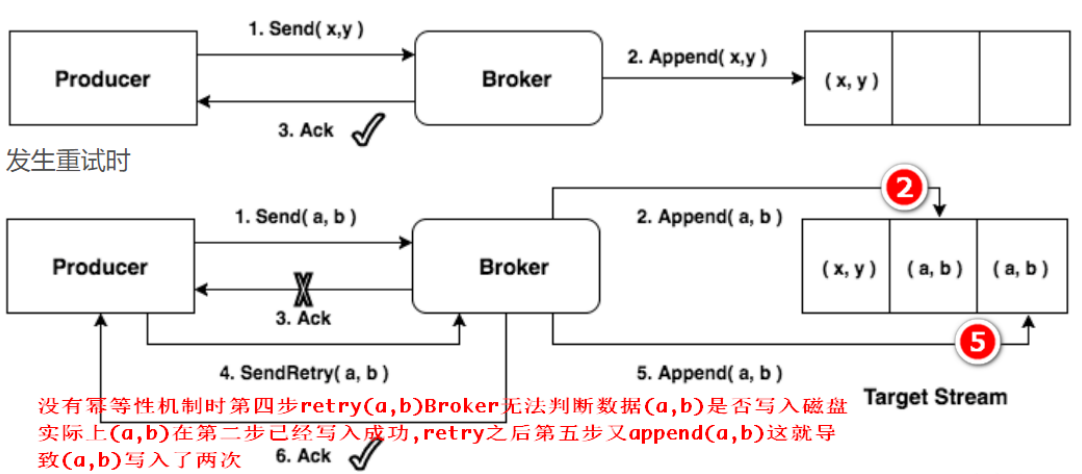 1. Send( x,y )
Producer
Broker
2. Append( x,y )
( x, y )
3. Ack
发生重试时
2
1. Send( a, b )
2. Append( a, b )
Producer
Broker
( x, y )
( a, b )
( a, b )
3. Ack
5
4. SendRetry( a, b )
5. Append( a, b )
Target Stream
没有幂等性机制时第四步retry(a,b)Broker无法判断数据(a,b)是否写入磁盘
实际上(a,b)在第二步已经写入成功,retry之后第五步又append(a,b)这就导
致(a,b)写入了两次
6. Ack